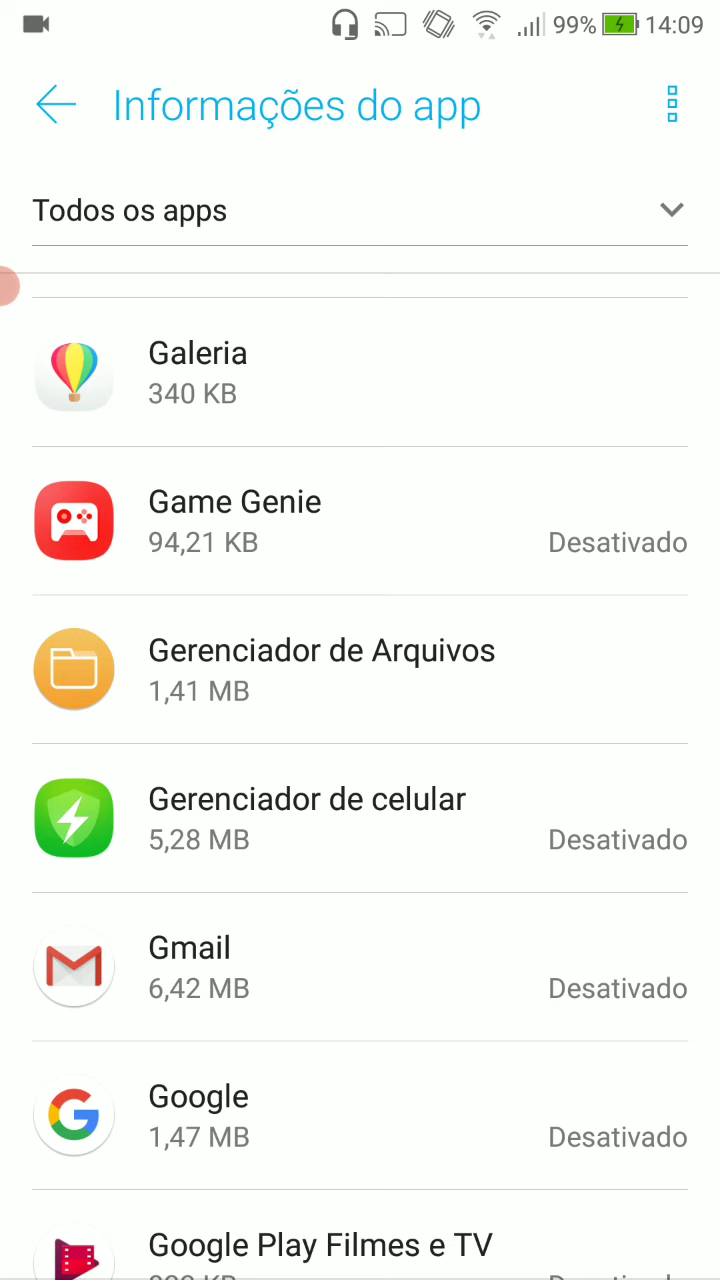 99% 14:09
Informações do app
Todos os apps
Galeria
340 KB
Game Genie
94,21 KB Desativado
Gerenciador de Arquivos
1,41 MB
Gerenciador de celular
5,28 MB Desativado
Gmail
6,42 MB Desativado
Google
1,47 MB Desativado
Google Play Filmes e TV